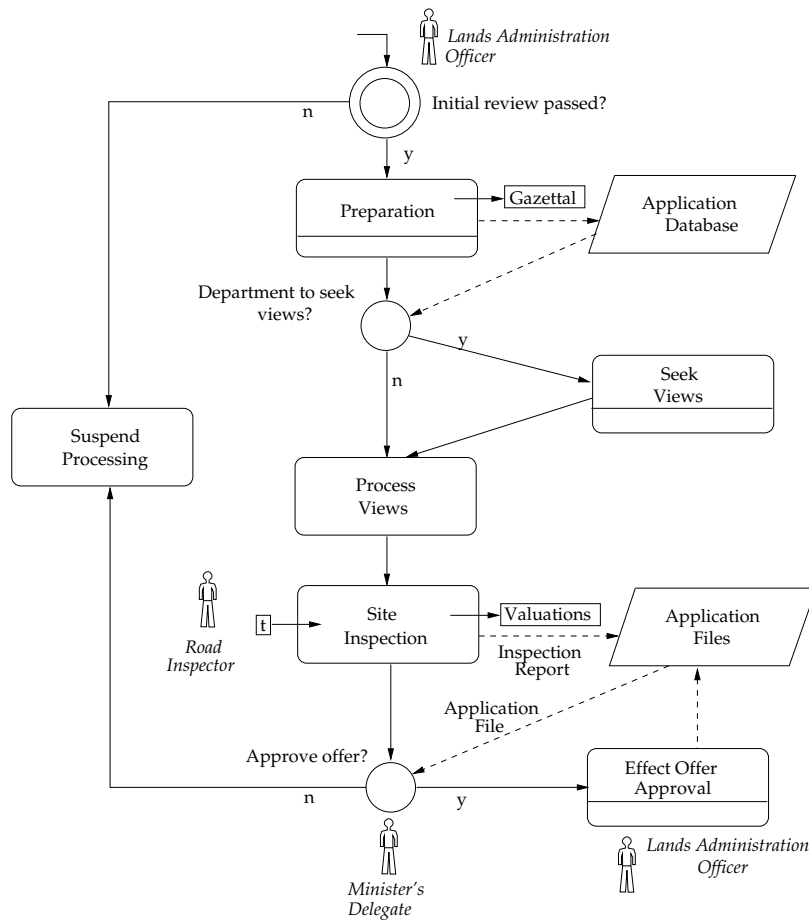 Lands Administration
Officer
Initial review passed?
n
y
Preparation
Gazettal
Application
Database
Department to seek
views?
y
n
Seek
Views
Suspend
Processing
Process
Views
t
Road
Inspector
Site
Inspection
Valuations
Inspection
Report
Application
Files
Application
File
Approve offer?
n
y
Effect Offer
Approval
Minister's
Delegate
Lands Administration
Officer